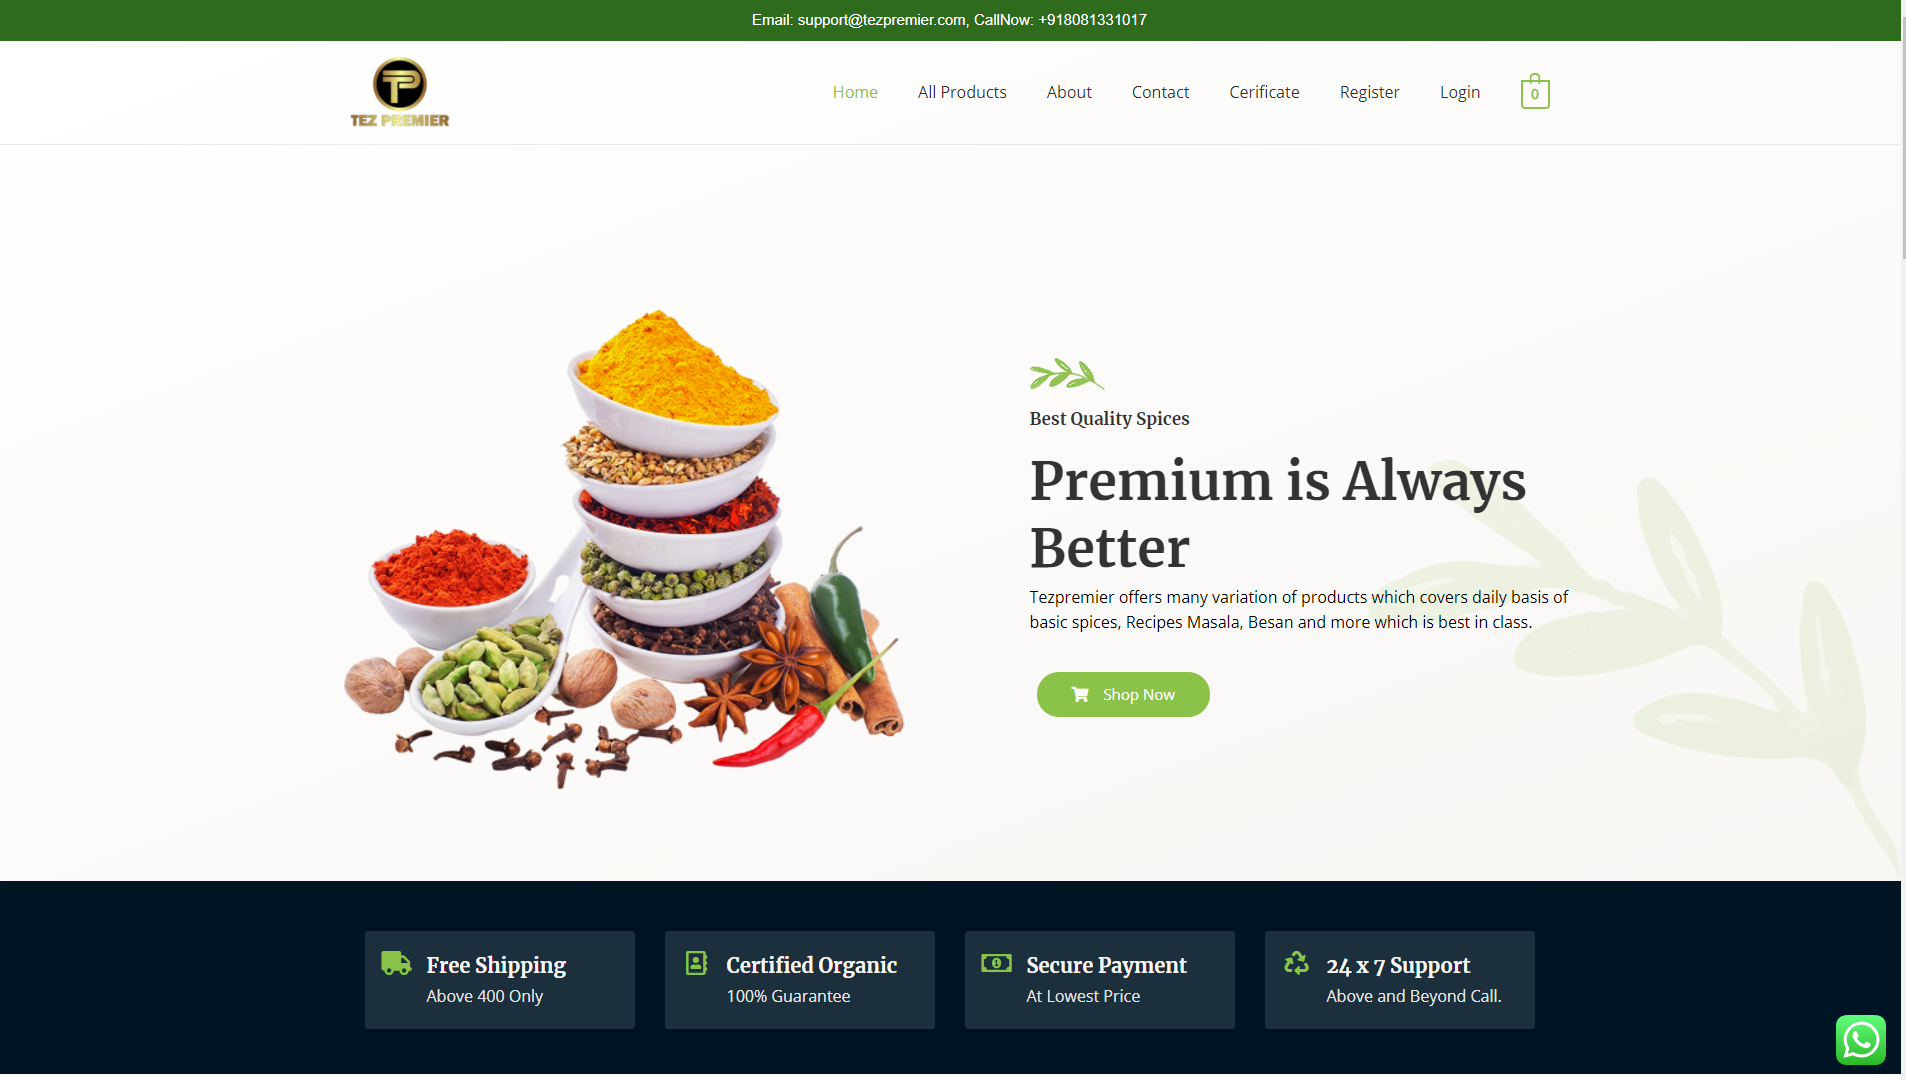 Email: support@tezpremier.com, CallNow: +918081331017
TP
TEZ PREMIER
Home
All Products
About
Contact
Cerificate
Register
Login
0
Best Quality Spices
Premium is Always
Better
Tezpremier offers many variation of products which covers daily basis of
basic spices, Recipes Masala, Besan and more which is best in class.
Shop Now
Free Shipping
Above 400 Only
Certified Organic
100% Guarantee
Secure Payment
At Lowest Price
24 x 7 Support
Above and Beyond Call.